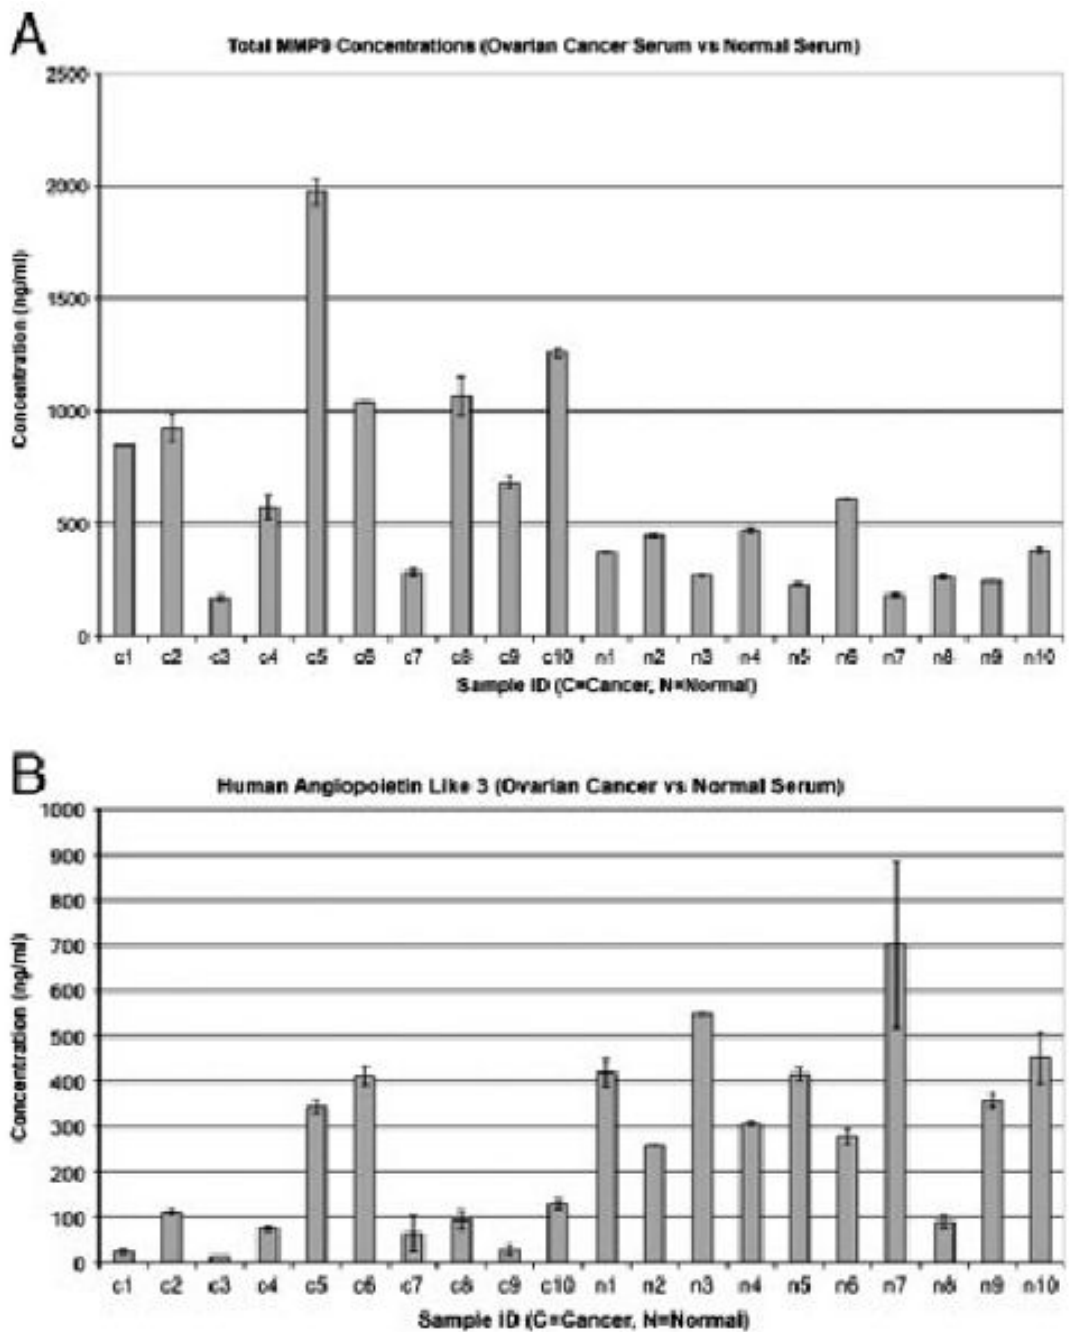 A
Total MMP9 Concentrations (Ovarian Cancer Serum vs Normal Serum)
2500
2000
1500
1000
500
0
Concentration (ng/ml)
c1 c2 c3 c4 c5 c6 c7 c8 c9 c10 n1 n2 n3 n4 n5 n6 n7 n8 n9 n10
Sample ID (C=Cancer, N=Normal)
B
Human Angiopoietin Like 3 (Ovarian Cancer vs Normal Serum)
1000
900
800
700
600
500
400
300
200
100
0
Concentration (ng/ml)
c1 c2 c3 c4 c5 c6 c7 c8 c9 c10 n1 n2 n3 n4 n5 n6 n7 n8 n9 n10
Sample ID (C=Cancer, N=Normal)